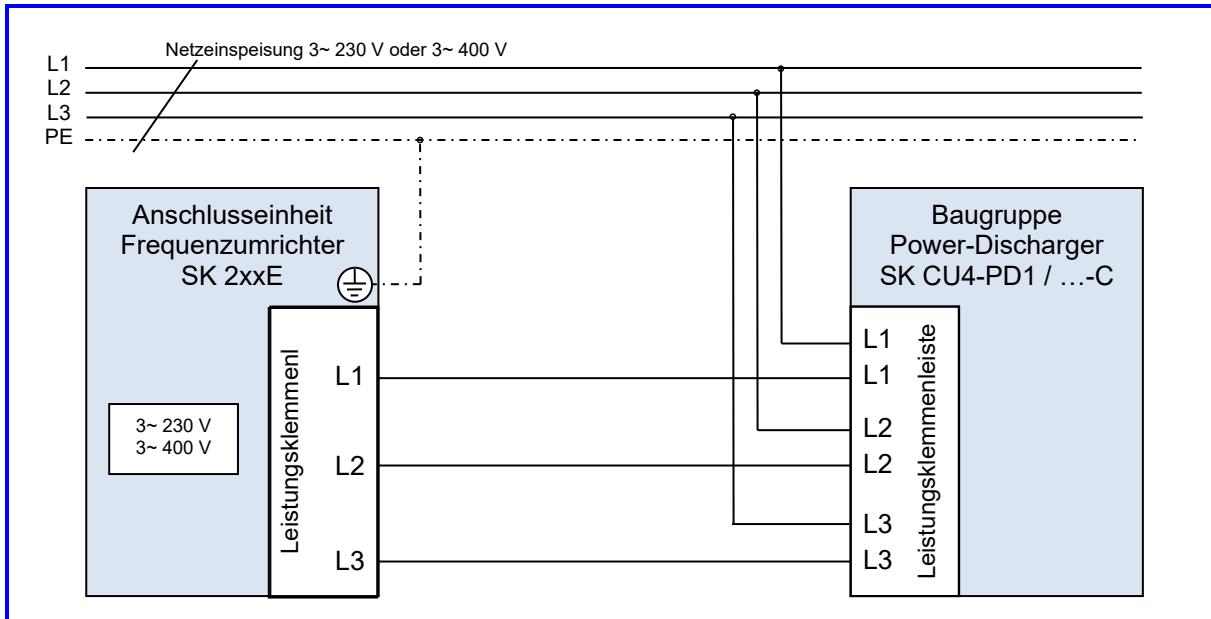 Netzeinspeisung 3~ 230 V oder 3~ 400 V
L1
L2
L3
PE
Anschlusseinheit
Frequenzumrichter
SK 2xxE
Leistungsklemmenl
L1
L2
L3
3~ 230 V
3~ 400 V
Baugruppe
Power-Discharger
SK CU4-PD1 / …-C
L1
L1
L2
L2
L3
L3
Leistungsklemmenleiste